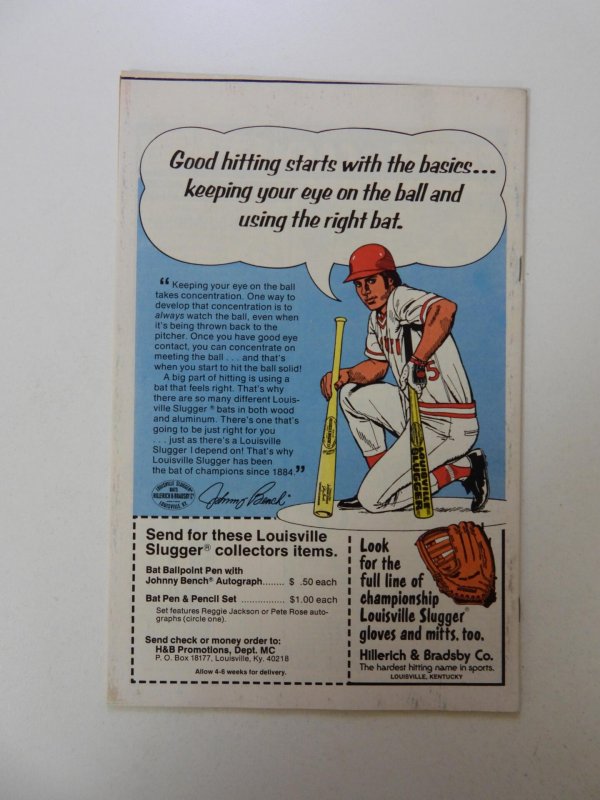 Good hitting starts with the basics...
keeping your eye on the ball and
using the right bat.
“Keeping your eye on the ball
takes concentration. One way to
develop that concentration is to
always watch the ball, even when
it's being thrown back to the
pitcher. Once you have good eye
contact, you can concentrate on
meeting the ball . . . and that's
when you start to hit the ball solid!
A big part of hitting is using a
bat that feels right. That's why
there are so many different Louis-
ville Slugger® bats in both wood
and aluminum. There's one that's
going to be just right for you
. . . just as there's a Louisville
Slugger I depend on! That's why
Louisville Slugger has been
the bat of champions since 1884.”
LOUISVILLE SLUGGER
BATS
HILLERICH & BRADSBY Co
LOUISVILLE, KY.
Johnny Bench
5
LOUISVILLE
SLUGGER
Send for these Louisville
Slugger® collectors items.
Bat Ballpoint Pen with
Johnny Bench® Autograph........ $ .50 each
Bat Pen & Pencil Set ................ $1.00 each
Set features Reggie Jackson or Pete Rose auto-
graphs (circle one).
Send check or money order to:
H&B Promotions, Dept. MC
P. O. Box 18177, Louisville, Ky. 40218
Allow 4-6 weeks for delivery.
Look
for the
full line of
championship
Louisville Slugger®
gloves and mitts, too.
Hillerich & Bradsby Co.
The hardest hitting name in sports.
LOUISVILLE, KENTUCKY